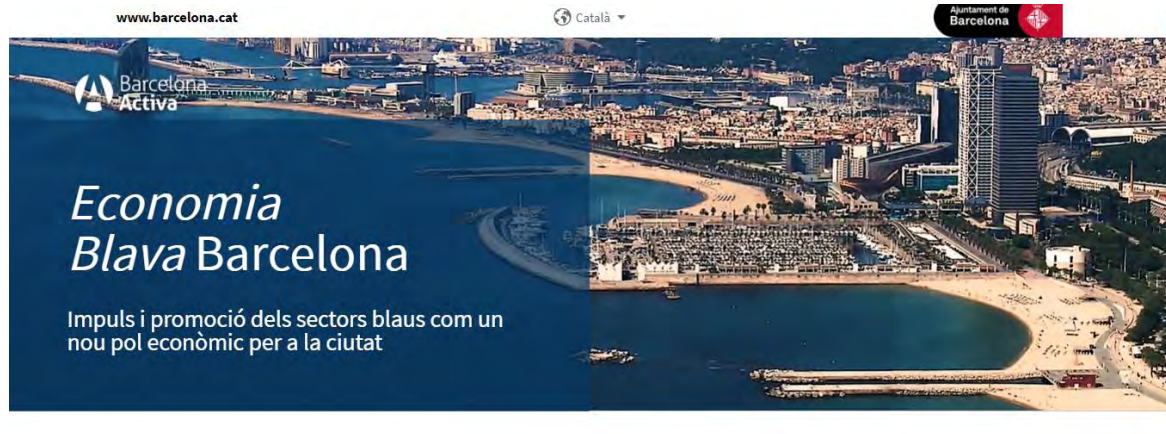 www.barcelona.cat
Català
Ajuntament de
Barcelona
Barcelona
Activa
Economia
Blava Barcelona
Impuls i promoció dels sectors blaus com un
nou pol econòmic per a la ciutat